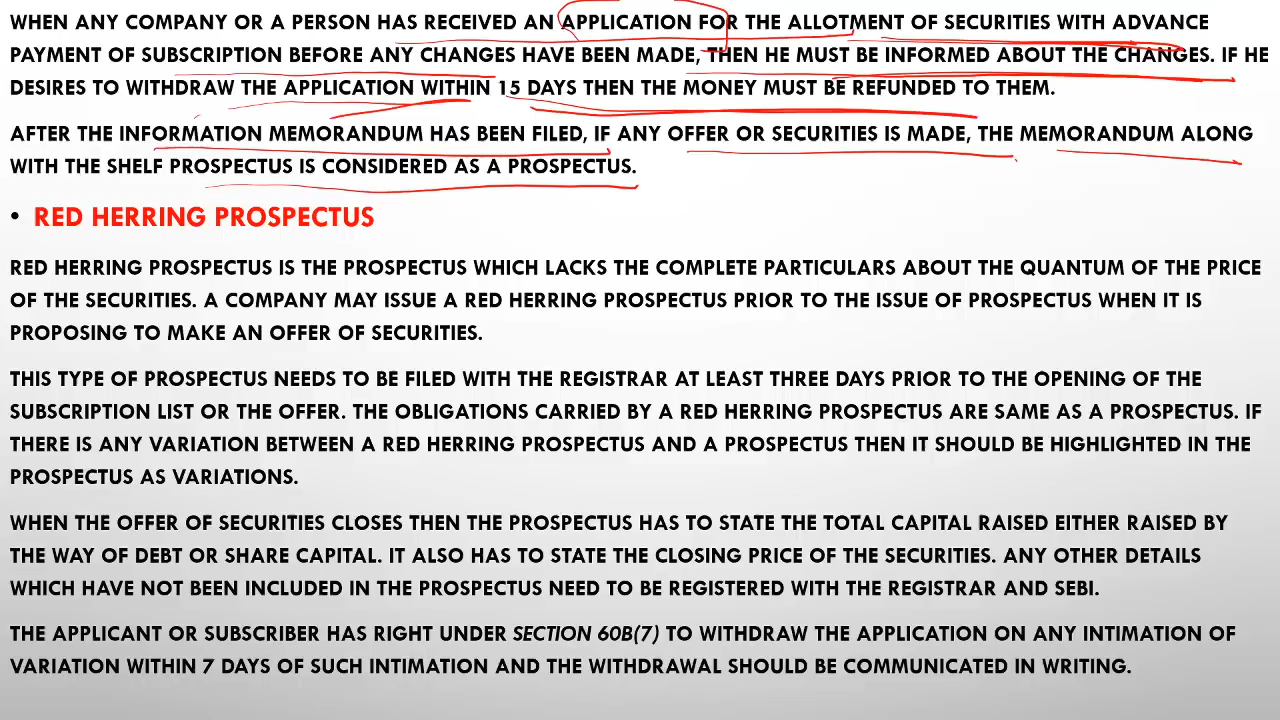 WHEN ANY COMPANY OR A PERSON HAS RECEIVED AN APPLICATION FOR THE ALLOTMENT OF SECURITIES WITH ADVANCE
PAYMENT OF SUBSCRIPTION BEFORE ANY CHANGES HAVE BEEN MADE, THEN HE MUST BE INFORMED ABOUT THE CHANGES. IF HE
DESIRES TO WITHDRAW THE APPLICATION WITHIN 15 DAYS THEN THE MONEY MUST BE REFUNDED TO THEM.
AFTER THE INFORMATION MEMORANDUM HAS BEEN FILED, IF ANY OFFER OR SECURITIES IS MADE, THE MEMORANDUM ALONG
WITH THE SHELF PROSPECTUS IS CONSIDERED AS A PROSPECTUS.
• RED HERRING PROSPECTUS
RED HERRING PROSPECTUS IS THE PROSPECTUS WHICH LACKS THE COMPLETE PARTICULARS ABOUT THE QUANTUM OF THE PRICE
OF THE SECURITIES. A COMPANY MAY ISSUE A RED HERRING PROSPECTUS PRIOR TO THE ISSUE OF PROSPECTUS WHEN IT IS
PROPOSING TO MAKE AN OFFER OF SECURITIES.
THIS TYPE OF PROSPECTUS NEEDS TO BE FILED WITH THE REGISTRAR AT LEAST THREE DAYS PRIOR TO THE OPENING OF THE
SUBSCRIPTION LIST OR THE OFFER. THE OBLIGATIONS CARRIED BY A RED HERRING PROSPECTUS ARE SAME AS A PROSPECTUS. IF
THERE IS ANY VARIATION BETWEEN A RED HERRING PROSPECTUS AND A PROSPECTUS THEN IT SHOULD BE HIGHLIGHTED IN THE
PROSPECTUS AS VARIATIONS.
WHEN THE OFFER OF SECURITIES CLOSES THEN THE PROSPECTUS HAS TO STATE THE TOTAL CAPITAL RAISED EITHER RAISED BY
THE WAY OF DEBT OR SHARE CAPITAL. IT ALSO HAS TO STATE THE CLOSING PRICE OF THE SECURITIES. ANY OTHER DETAILS
WHICH HAVE NOT BEEN INCLUDED IN THE PROSPECTUS NEED TO BE REGISTERED WITH THE REGISTRAR AND SEBI.
THE APPLICANT OR SUBSCRIBER HAS RIGHT UNDER SECTION 60B(7) TO WITHDRAW THE APPLICATION ON ANY INTIMATION OF
VARIATION WITHIN 7 DAYS OF SUCH INTIMATION AND THE WITHDRAWAL SHOULD BE COMMUNICATED IN WRITING.